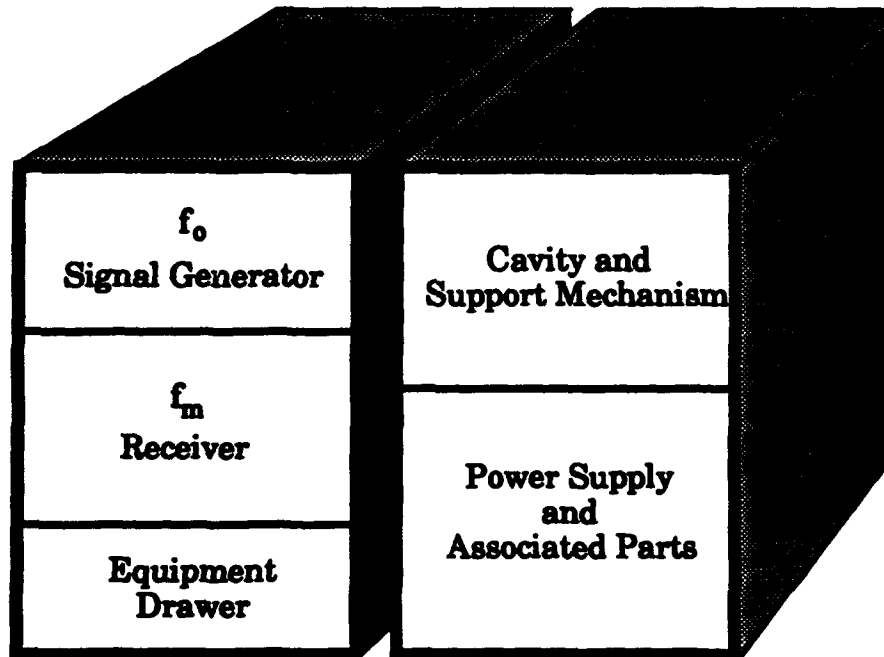 f₀
Signal Generator
fₘ
Receiver
Equipment
Drawer
Cavity and
Support Mechanism
Power Supply
and
Associated Parts